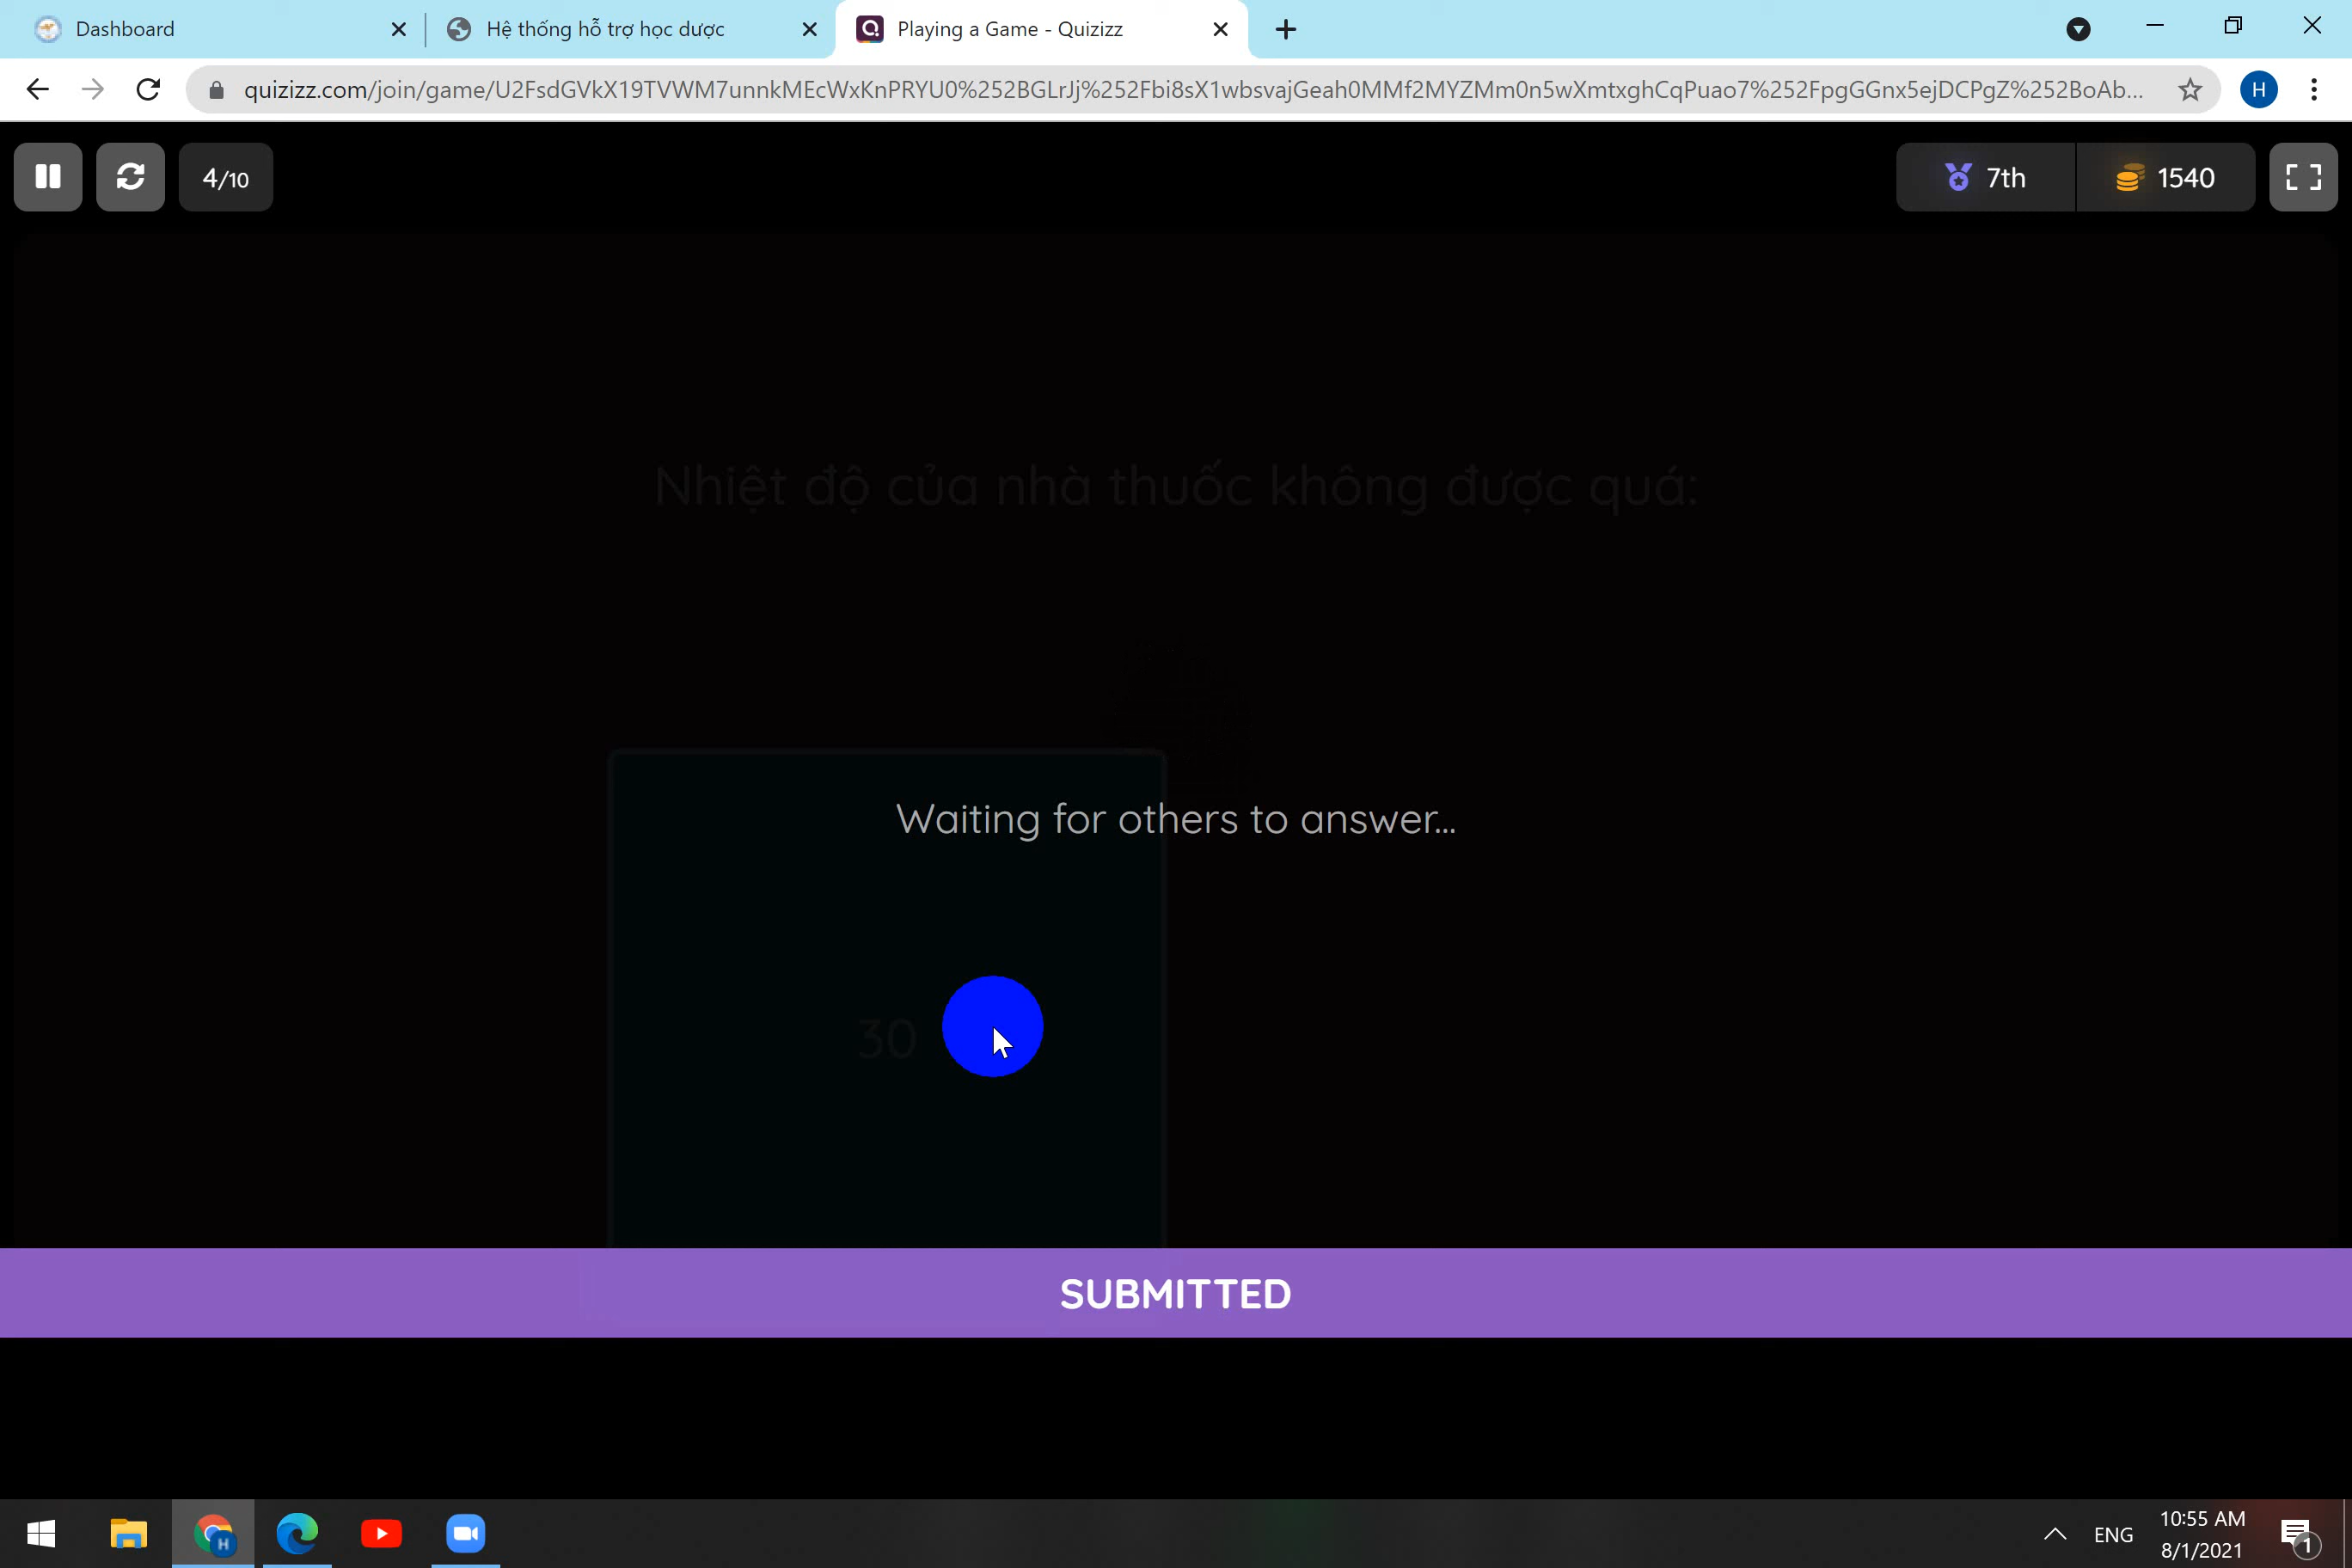 Dashboard
Hệ thống hỗ trợ học dược
Playing a Game - Quizizz
quizizz.com/join/game/U2FsdGVkX19TVWM7unnkMEcWxKnPRYU0%252BGLrJj%252Fbi8sX1wbsvajGeah0MMf2MYZMm0n5wXmtxghCqPuao7%252FpgGGnx5ejDCPgZ%252BoAb...
H
4/10
7th
1540
Nhiệt độ của nhà thuốc không được quá:
Waiting for others to answer...
30
SUBMITTED
H
ENG
10:55 AM
8/1/2021
1